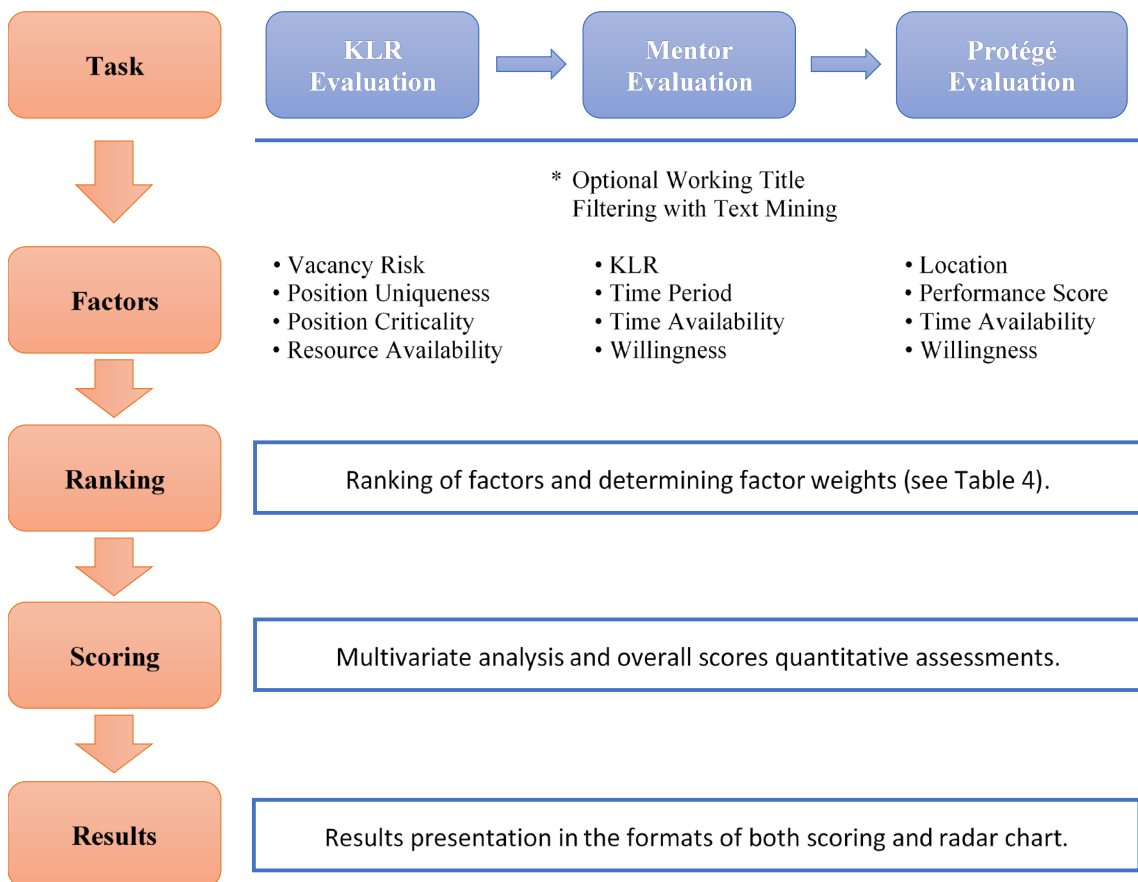 Task
KLR
Evaluation
Mentor
Evaluation
Protégé
Evaluation
* Optional Working Title
Filtering with Text Mining
Factors
• Vacancy Risk
• Position Uniqueness
• Position Criticality
• Resource Availability
• KLR
• Time Period
• Time Availability
• Willingness
• Location
• Performance Score
• Time Availability
• Willingness
Ranking
Ranking of factors and determining factor weights (see Table 4).
Scoring
Multivariate analysis and overall scores quantitative assessments.
Results
Results presentation in the formats of both scoring and radar chart.